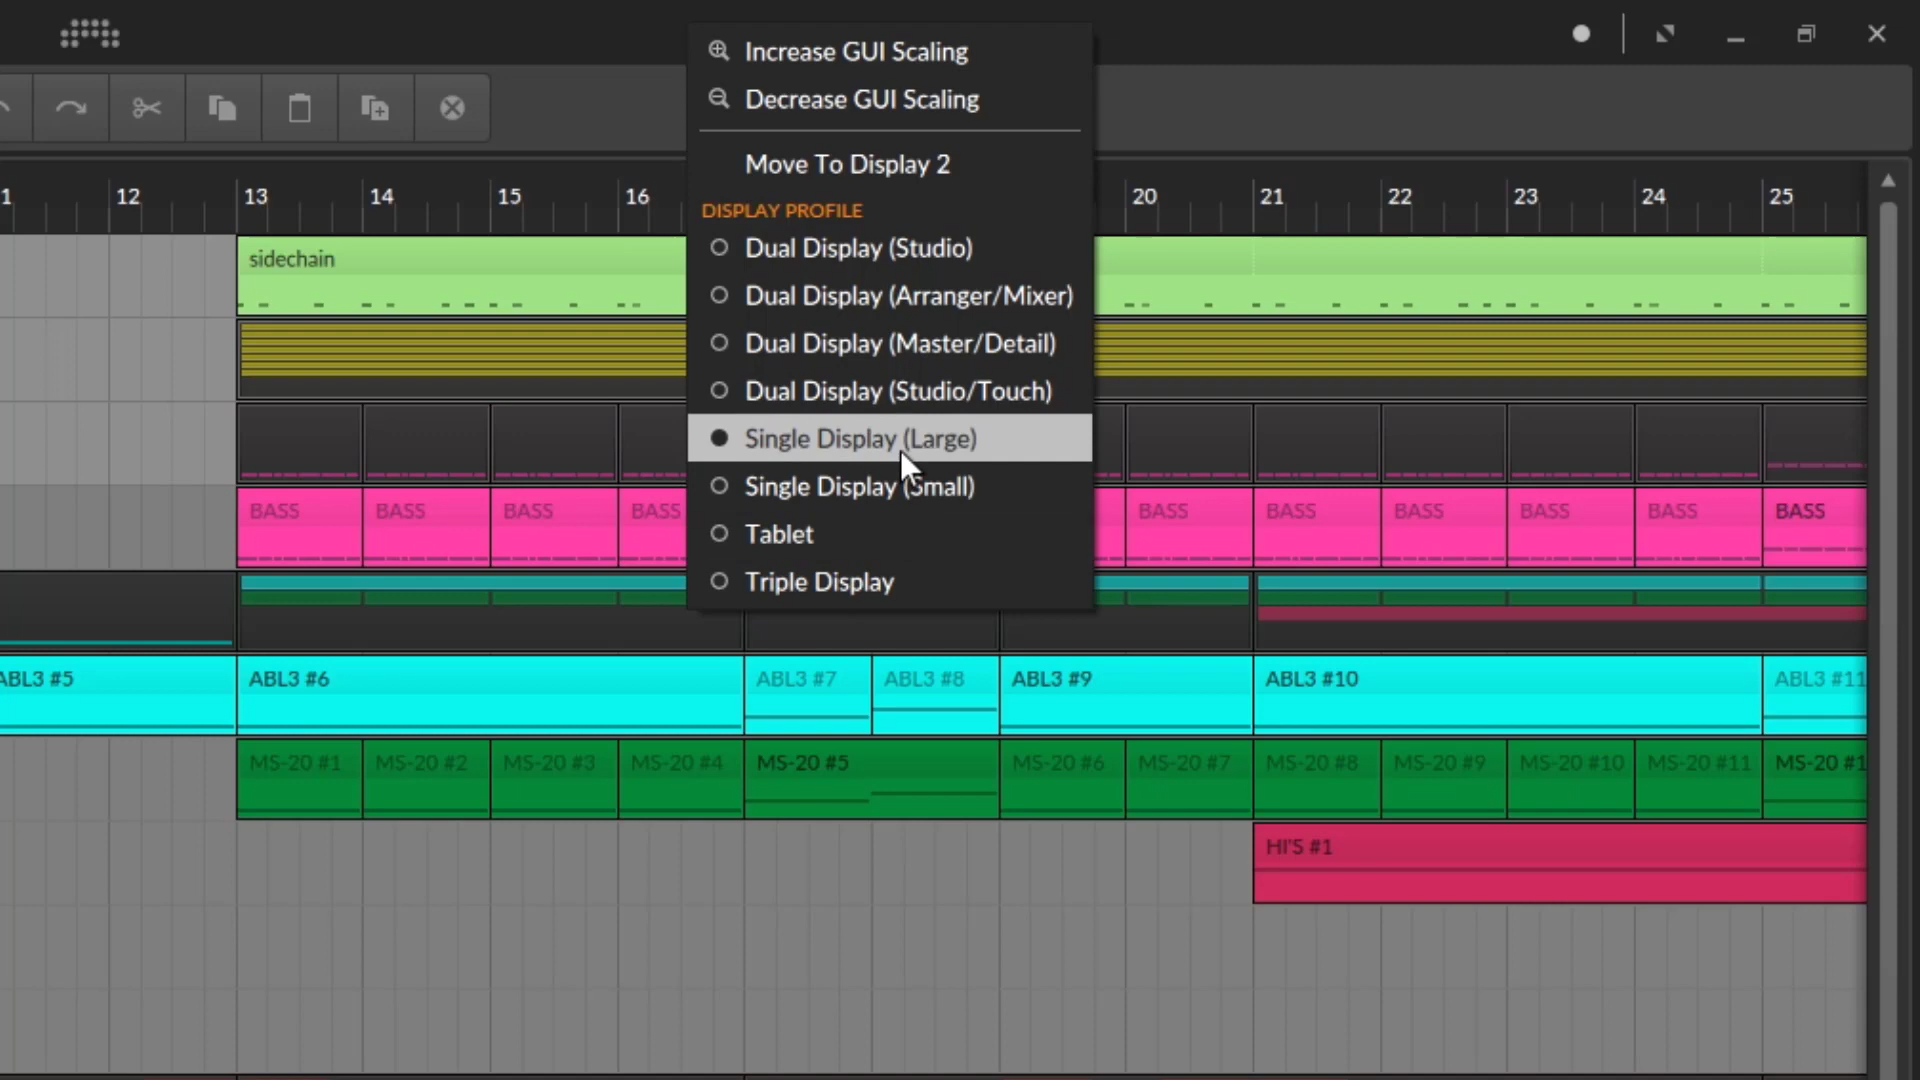 Increase GUI Scaling
Decrease GUI Scaling
Move To Display 2
DISPLAY PROFILE
Dual Display (Studio)
Dual Display (Arranger/Mixer)
Dual Display (Master/Detail)
Dual Display (Studio/Touch)
Single Display (Large)
Single Display (Small)
Tablet
Triple Display
1 12 13 14 15 16 20 21 22 23 24 25
sidechain
BASS BASS BASS BASS BASS BASS BASS BASS BASS BASS
ABL3 #5 ABL3 #6 ABL3 #7 ABL3 #8 ABL3 #9 ABL3 #10 ABL3 #11
MS-20 #1 MS-20 #2 MS-20 #3 MS-20 #4 MS-20 #5 MS-20 #6 MS-20 #7 MS-20 #8 MS-20 #9 MS-20 #10 MS-20 #11 MS-20 #1
HI'S #1